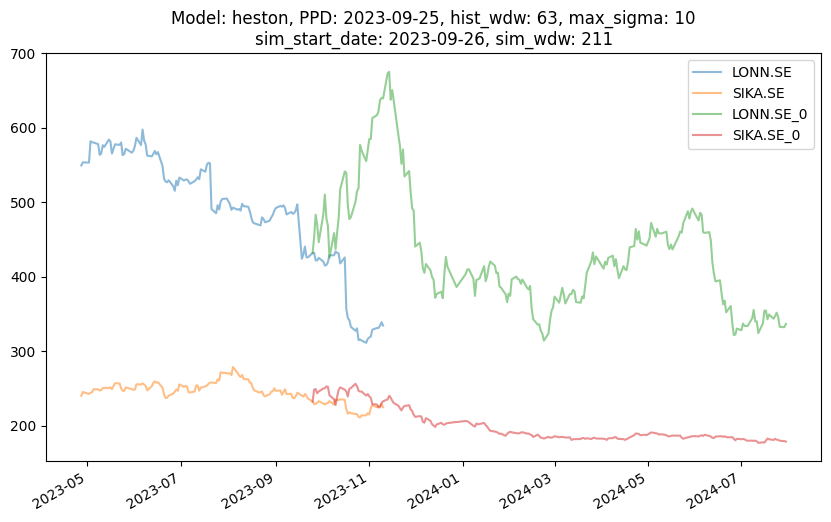 Model: heston, PPD: 2023-09-25, hist_wdw: 63, max_sigma: 10
sim_start_date: 2023-09-26, sim_wdw: 211
700
600
500
400
300
200
LONN.SE
SIKA.SE
LONN.SE_0
SIKA.SE_0
2023-05
2023-07
2023-09
2023-11
2024-01
2024-03
2024-05
2024-07